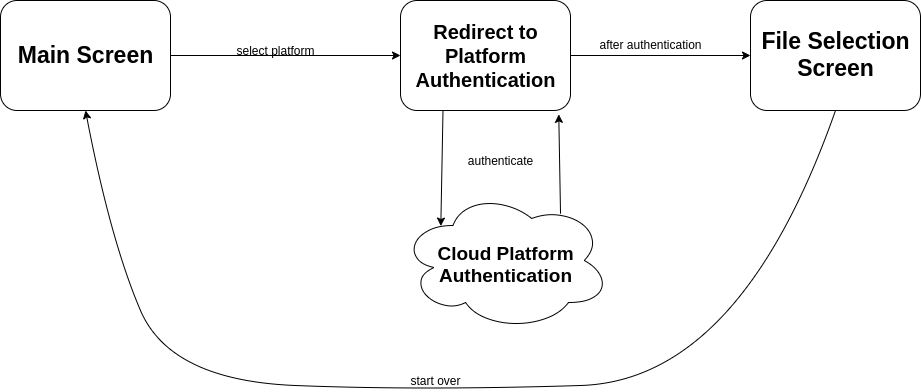 Main Screen
select platform
Redirect to
Platform
Authentication
after authentication
File Selection
Screen
authenticate
Cloud Platform
Authentication
start over